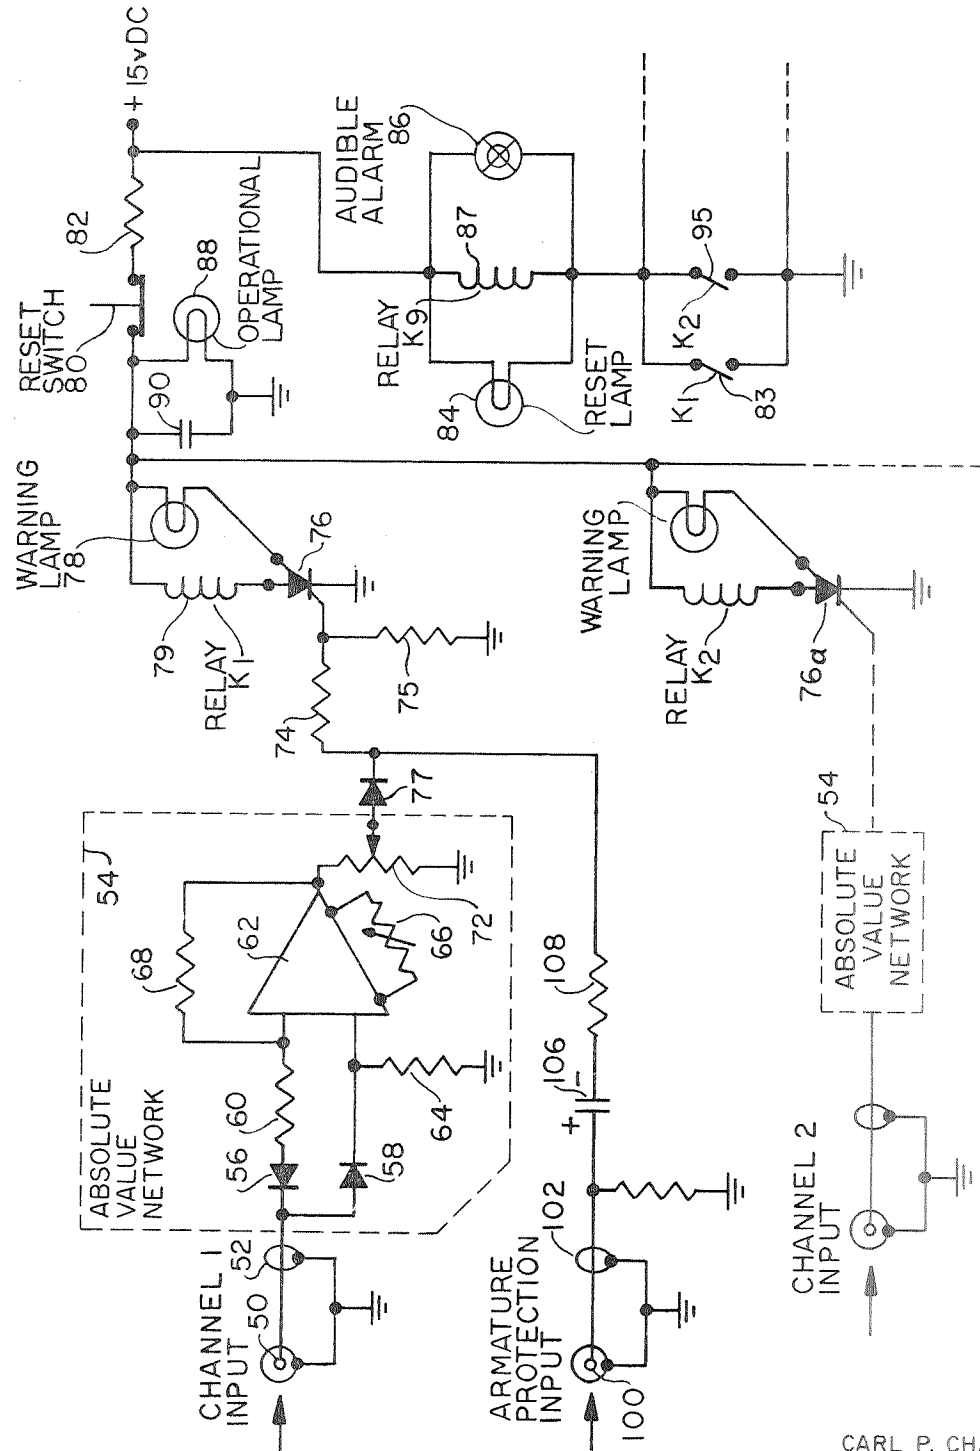 + 15vDC
82
RESET
SWITCH
80
88
OPERATIONAL
LAMP
90
WARNING
LAMP
78
76
79
RELAY
K1
75
74
77
54
68
62
66
72
ABSOLUTE
VALUE
NETWORK
60
56
64
58
CHANNEL 1
INPUT
52
50
AUDIBLE
ALARM
86
87
RELAY
K9
84
RESET
LAMP
K2
95
K1
83
WARNING
LAMP
RELAY
K2
76a
54
ABSOLUTE
VALUE
NETWORK
108
106
+
-
102
ARMATURE
PROTECTION
INPUT
100
CHANNEL 2
INPUT
CARL P. CH